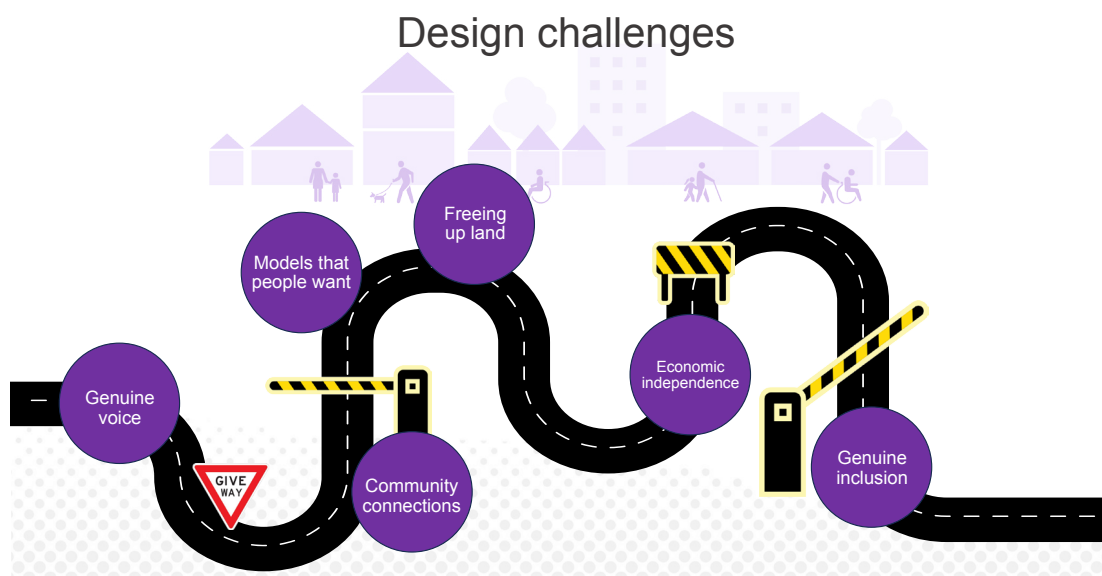 Design challenges
Genuine
voice
GIVE
WAY
Models that
people want
Community
connections
Freeing
up land
Economic
independence
Genuine
inclusion